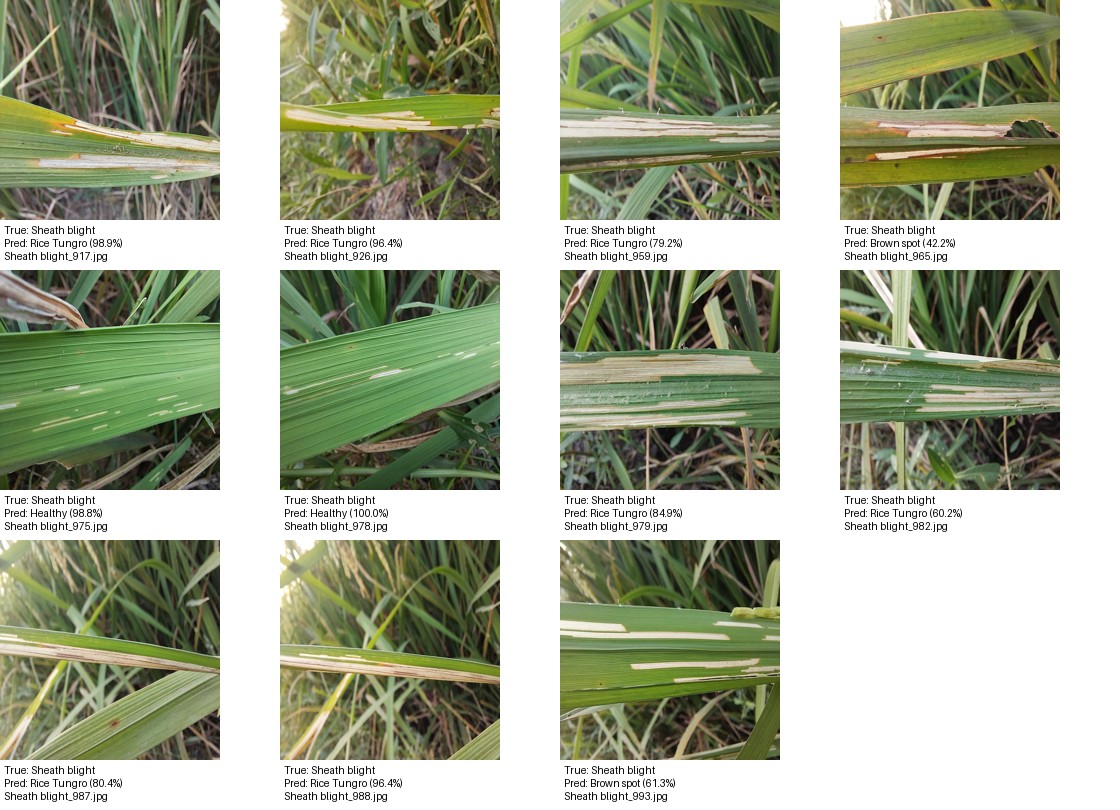 True: Sheath blight
Pred: Rice Tungro (98.9%)
Sheath blight_917.jpg
True: Sheath blight
Pred: Rice Tungro (96.4%)
Sheath blight_926.jpg
True: Sheath blight
Pred: Rice Tungro (79.2%)
Sheath blight_959.jpg
True: Sheath blight
Pred: Brown spot (42.2%)
Sheath blight_965.jpg
True: Sheath blight
Pred: Healthy (98.8%)
Sheath blight_975.jpg
True: Sheath blight
Pred: Healthy (100.0%)
Sheath blight_978.jpg
True: Sheath blight
Pred: Rice Tungro (84.9%)
Sheath blight_979.jpg
True: Sheath blight
Pred: Rice Tungro (60.2%)
Sheath blight_982.jpg
True: Sheath blight
Pred: Rice Tungro (80.4%)
Sheath blight_987.jpg
True: Sheath blight
Pred: Rice Tungro (96.4%)
Sheath blight_988.jpg
True: Sheath blight
Pred: Brown spot (61.3%)
Sheath blight_993.jpg